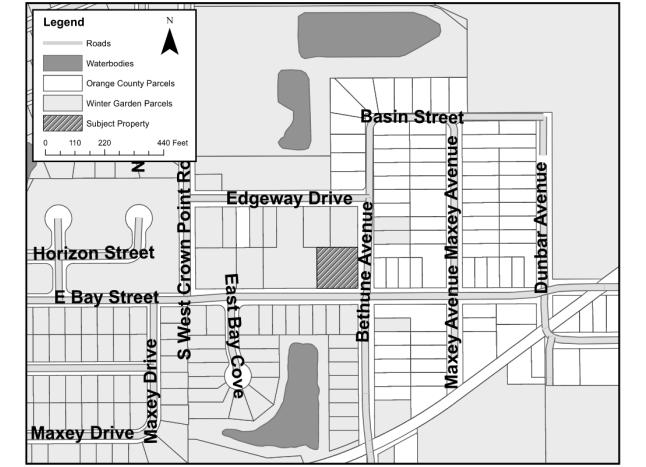 Legend
N
Roads
Waterbodies
Orange County Parcels
Winter Garden Parcels
Subject Property
0 110 220 440 Feet
Basin Street
N
S West Crown Point Rd
Edgeway Drive
Bethune Avenue
Maxey Avenue
Dunbar Avenue
Horizon Street
E Bay Street
East Bay Cove
Maxey Avenue
Maxey Drive
Maxey Drive